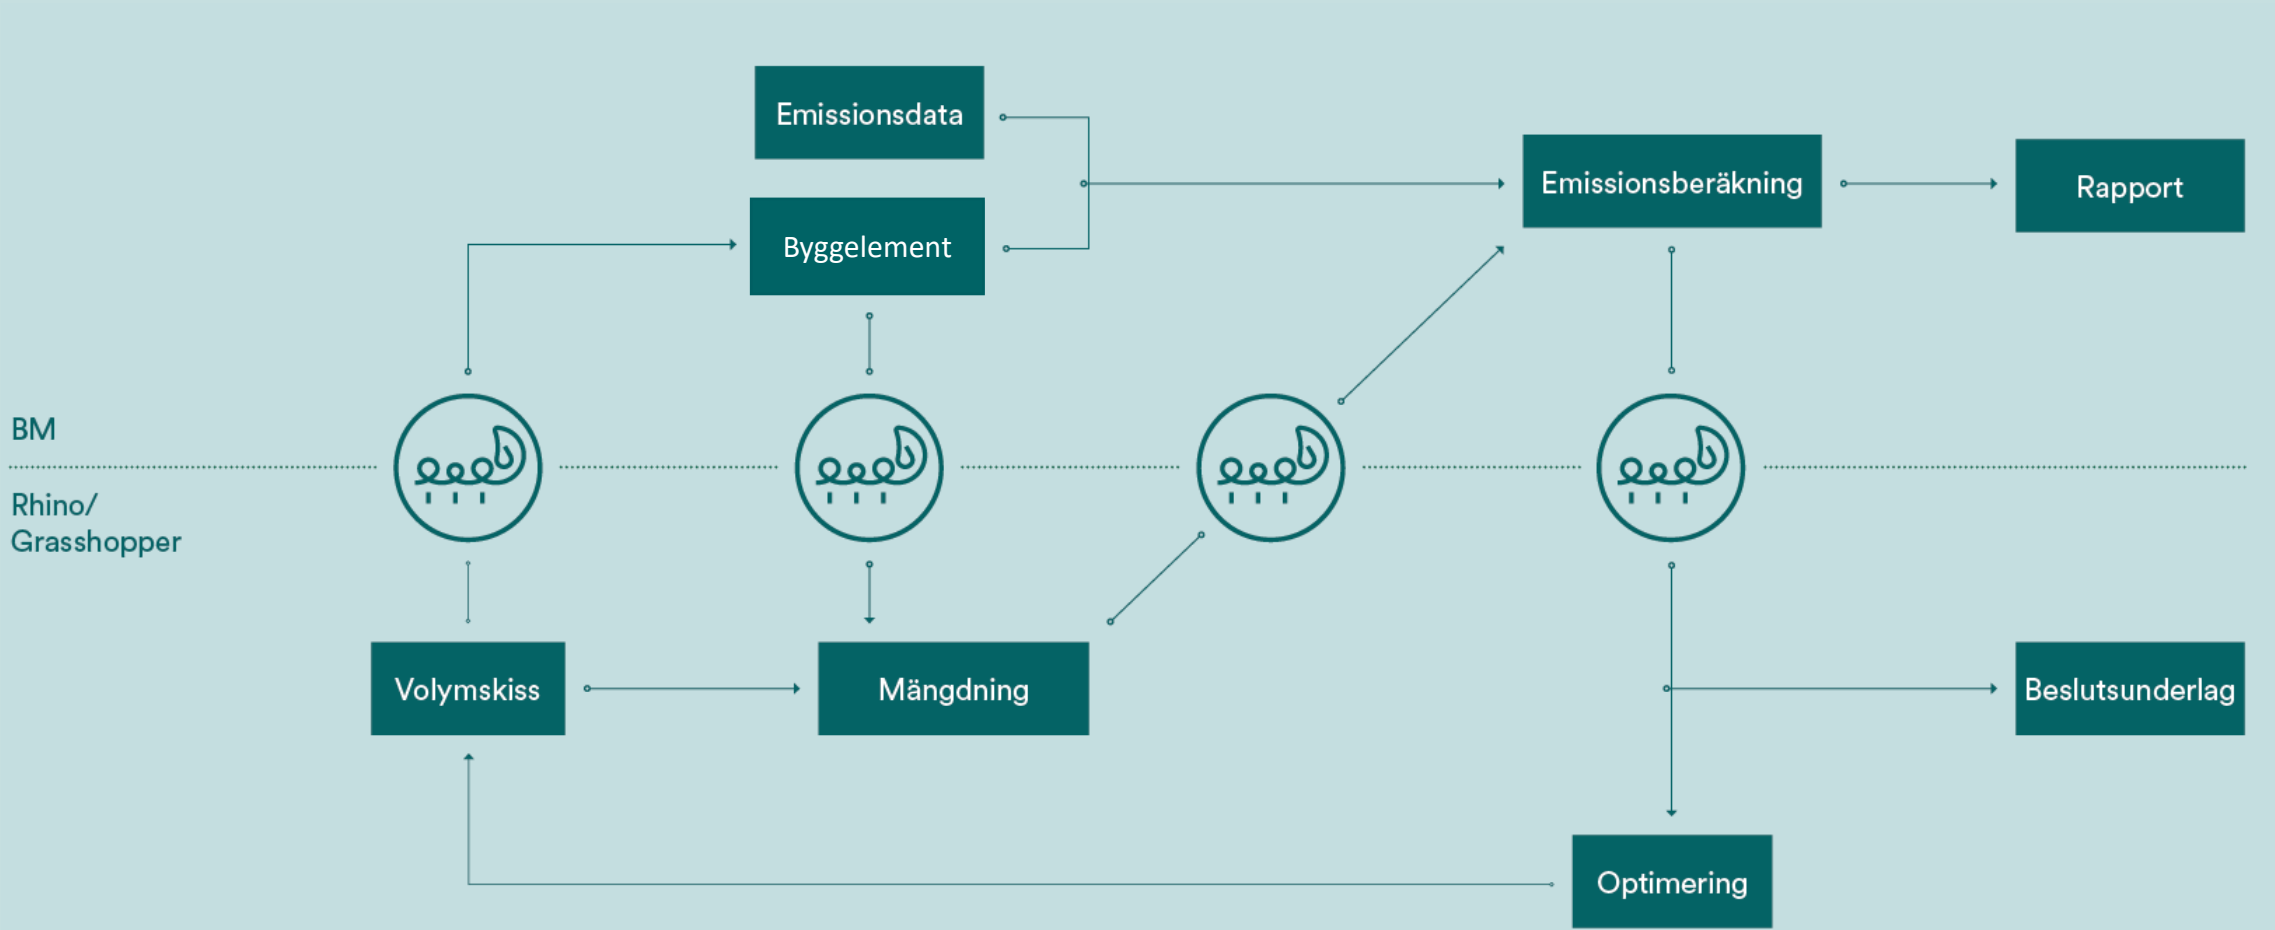 Emissionsdata
Emissionsberäkning
Rapport
Byggelement
BM
Rhino/
Grasshopper
Volymskiss
Mängdning
Beslutsunderlag
Optimering